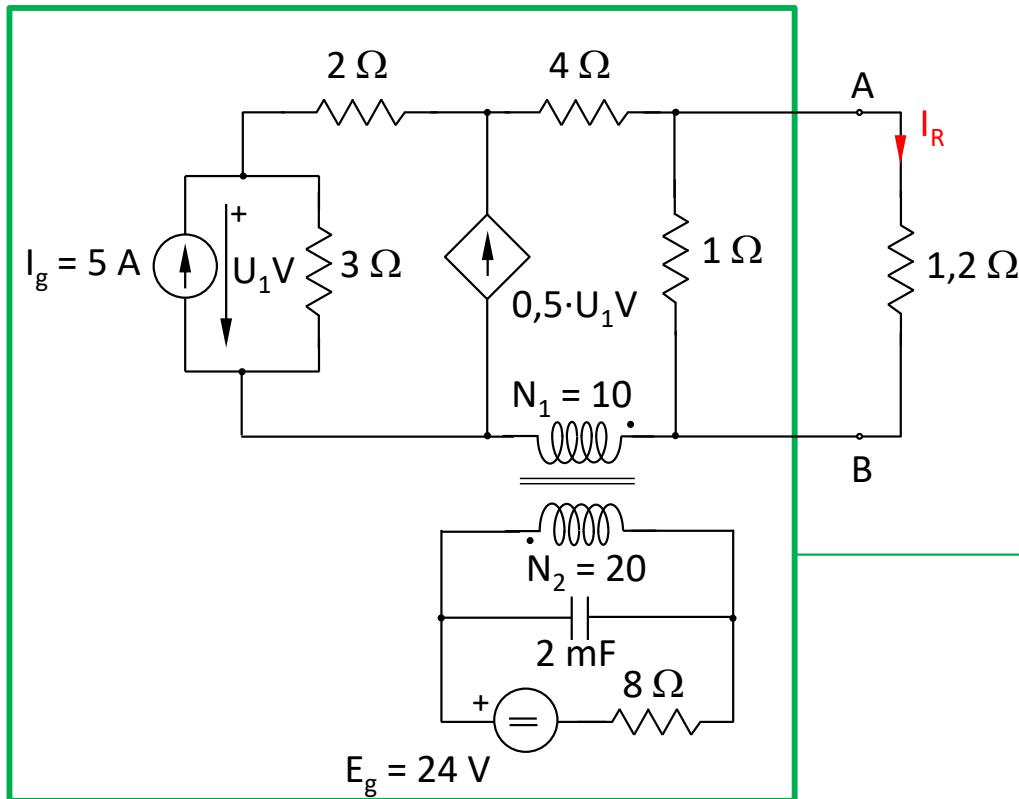 2 Ω
4 Ω
A
I_R
+
I_g = 5 A
U_1V
3 Ω
1 Ω
1,2 Ω
0,5·U_1V
N_1 = 10
B
N_2 = 20
2 mF
8 Ω
+
E_g = 24 V